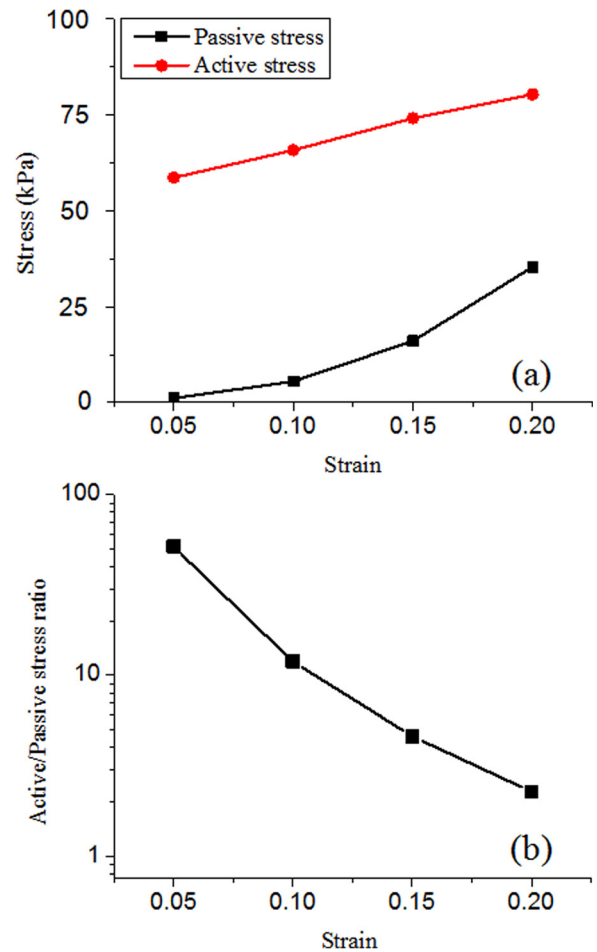 100
75
50
25
0
Stress (kPa)
Passive stress
Active stress
(a)
0.05 0.10 0.15 0.20
Strain
100
10
1
Active/Passive stress ratio
(b)
0.05 0.10 0.15 0.20
Strain